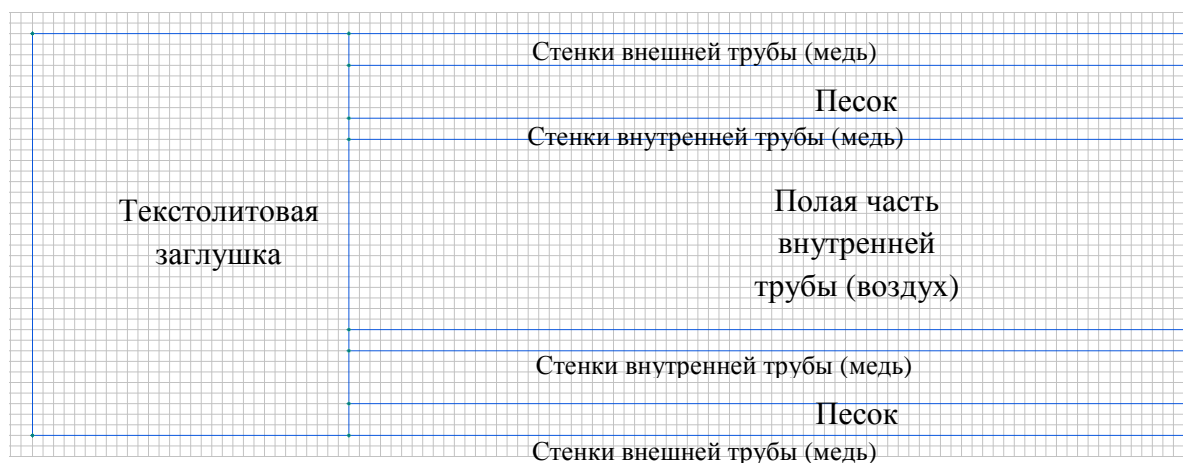 Стенки внешней трубы (медь)
Песок
Стенки внутренней трубы (медь)
Текстолитовая
заглушка
Полая часть
внутренней
трубы (воздух)
Стенки внутренней трубы (медь)
Песок
Стенки внешней трубы (медь)